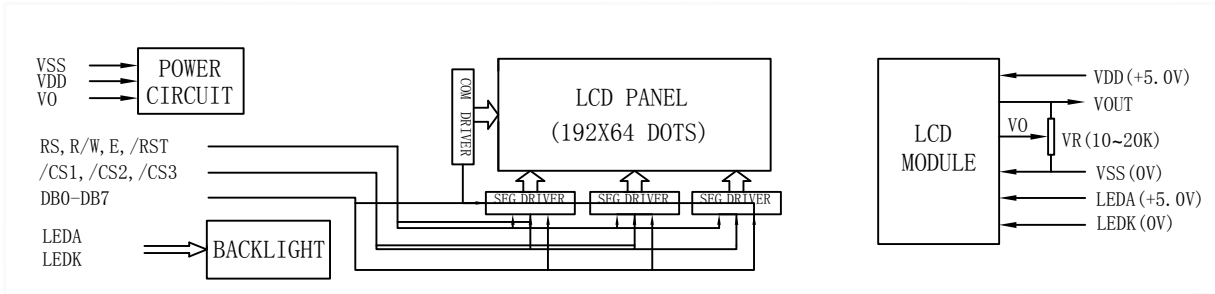 VSS
VDD
VO
POWER
CIRCUIT
RS, R/W, E, /RST
/CS1, /CS2, /CS3
DB0-DB7
LEDA
LEDK
BACKLIGHT
COM DRIVER
LCD PANEL
(192X64 DOTS)
SEG DRIVER
SEG DRIVER
SEG DRIVER
LCD
MODULE
VDD(+5.0V)
VOUT
VO
VR(10~20K)
VSS(0V)
LEDA(+5.0V)
LEDK(0V)